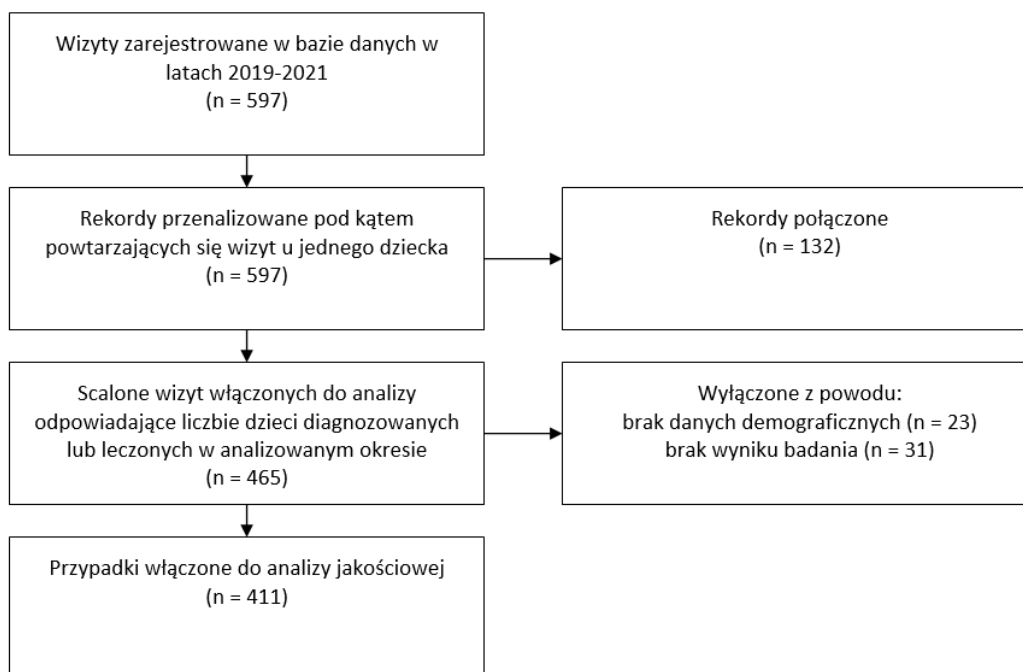 Wizyty zarejestrowane w bazie danych w
latach 2019-2021
(n = 597)
Rekordy przenalizowane pod kątem
powtarzających się wizyt u jednego dziecka
(n = 597)
Rekordy połączone
(n = 132)
Scalone wizyt włączonych do analizy
odpowiadające liczbie dzieci diagnozowanych
lub leczonych w analizowanym okresie
(n = 465)
Wyłączone z powodu:
brak danych demograficznych (n = 23)
brak wyniku badania (n = 31)
Przypadki włączone do analizy jakościowej
(n = 411)